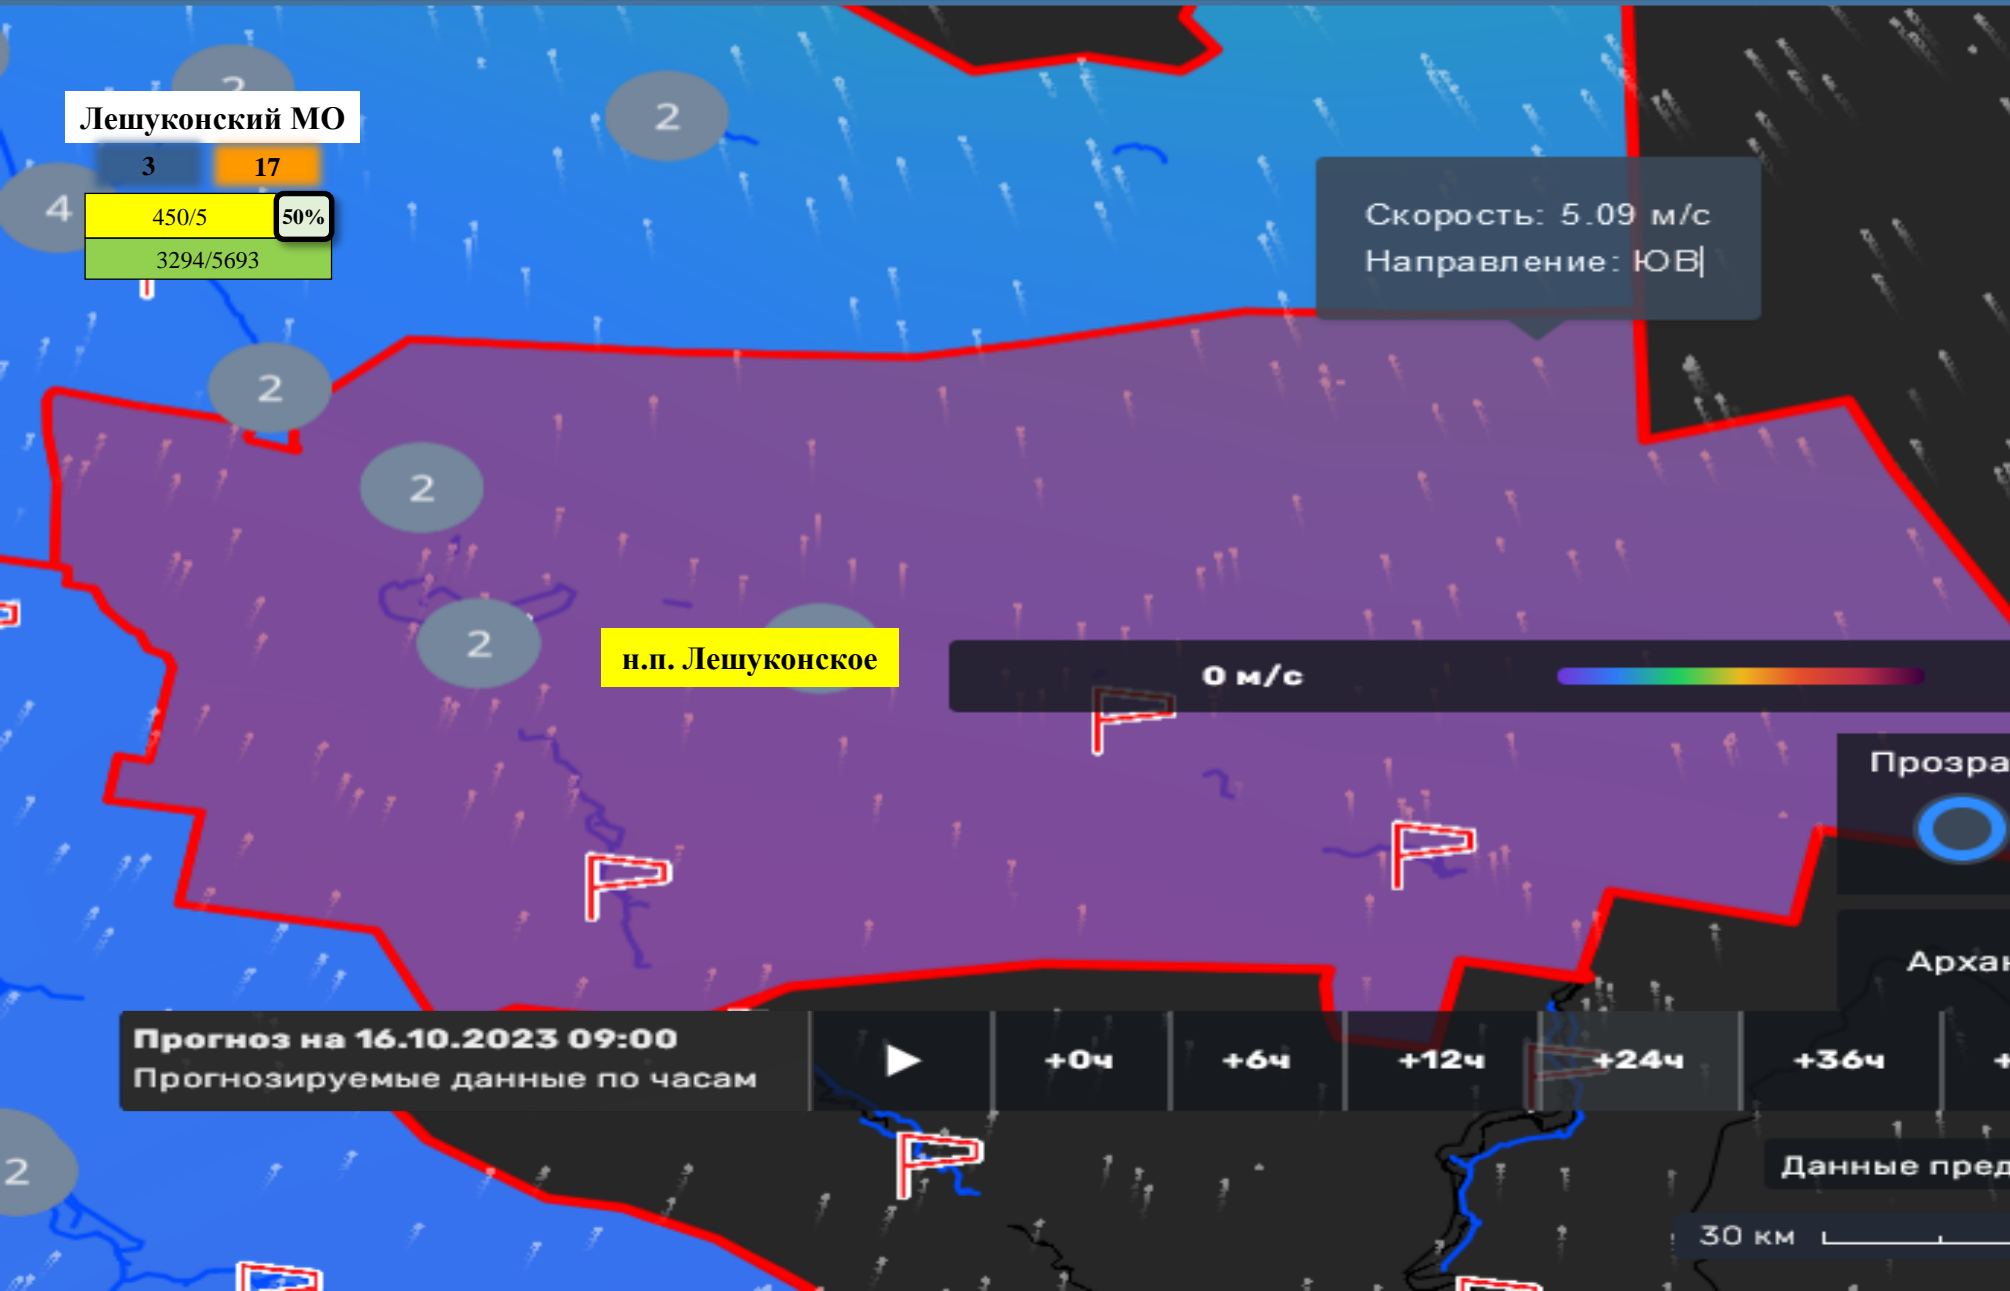 2
Лешуконский МО
2
3 17
4
450/5 50%
3294/5693
Скорость: 5.09 м/с
Направление: ЮВ
2
2
2
н.п. Лешуконское
0 м/с
Прогноз на 16.10.2023 09:00
Прогнозируемые данные по часам
+0ч +6ч +12ч +24ч +36ч
2
Данные
30 км